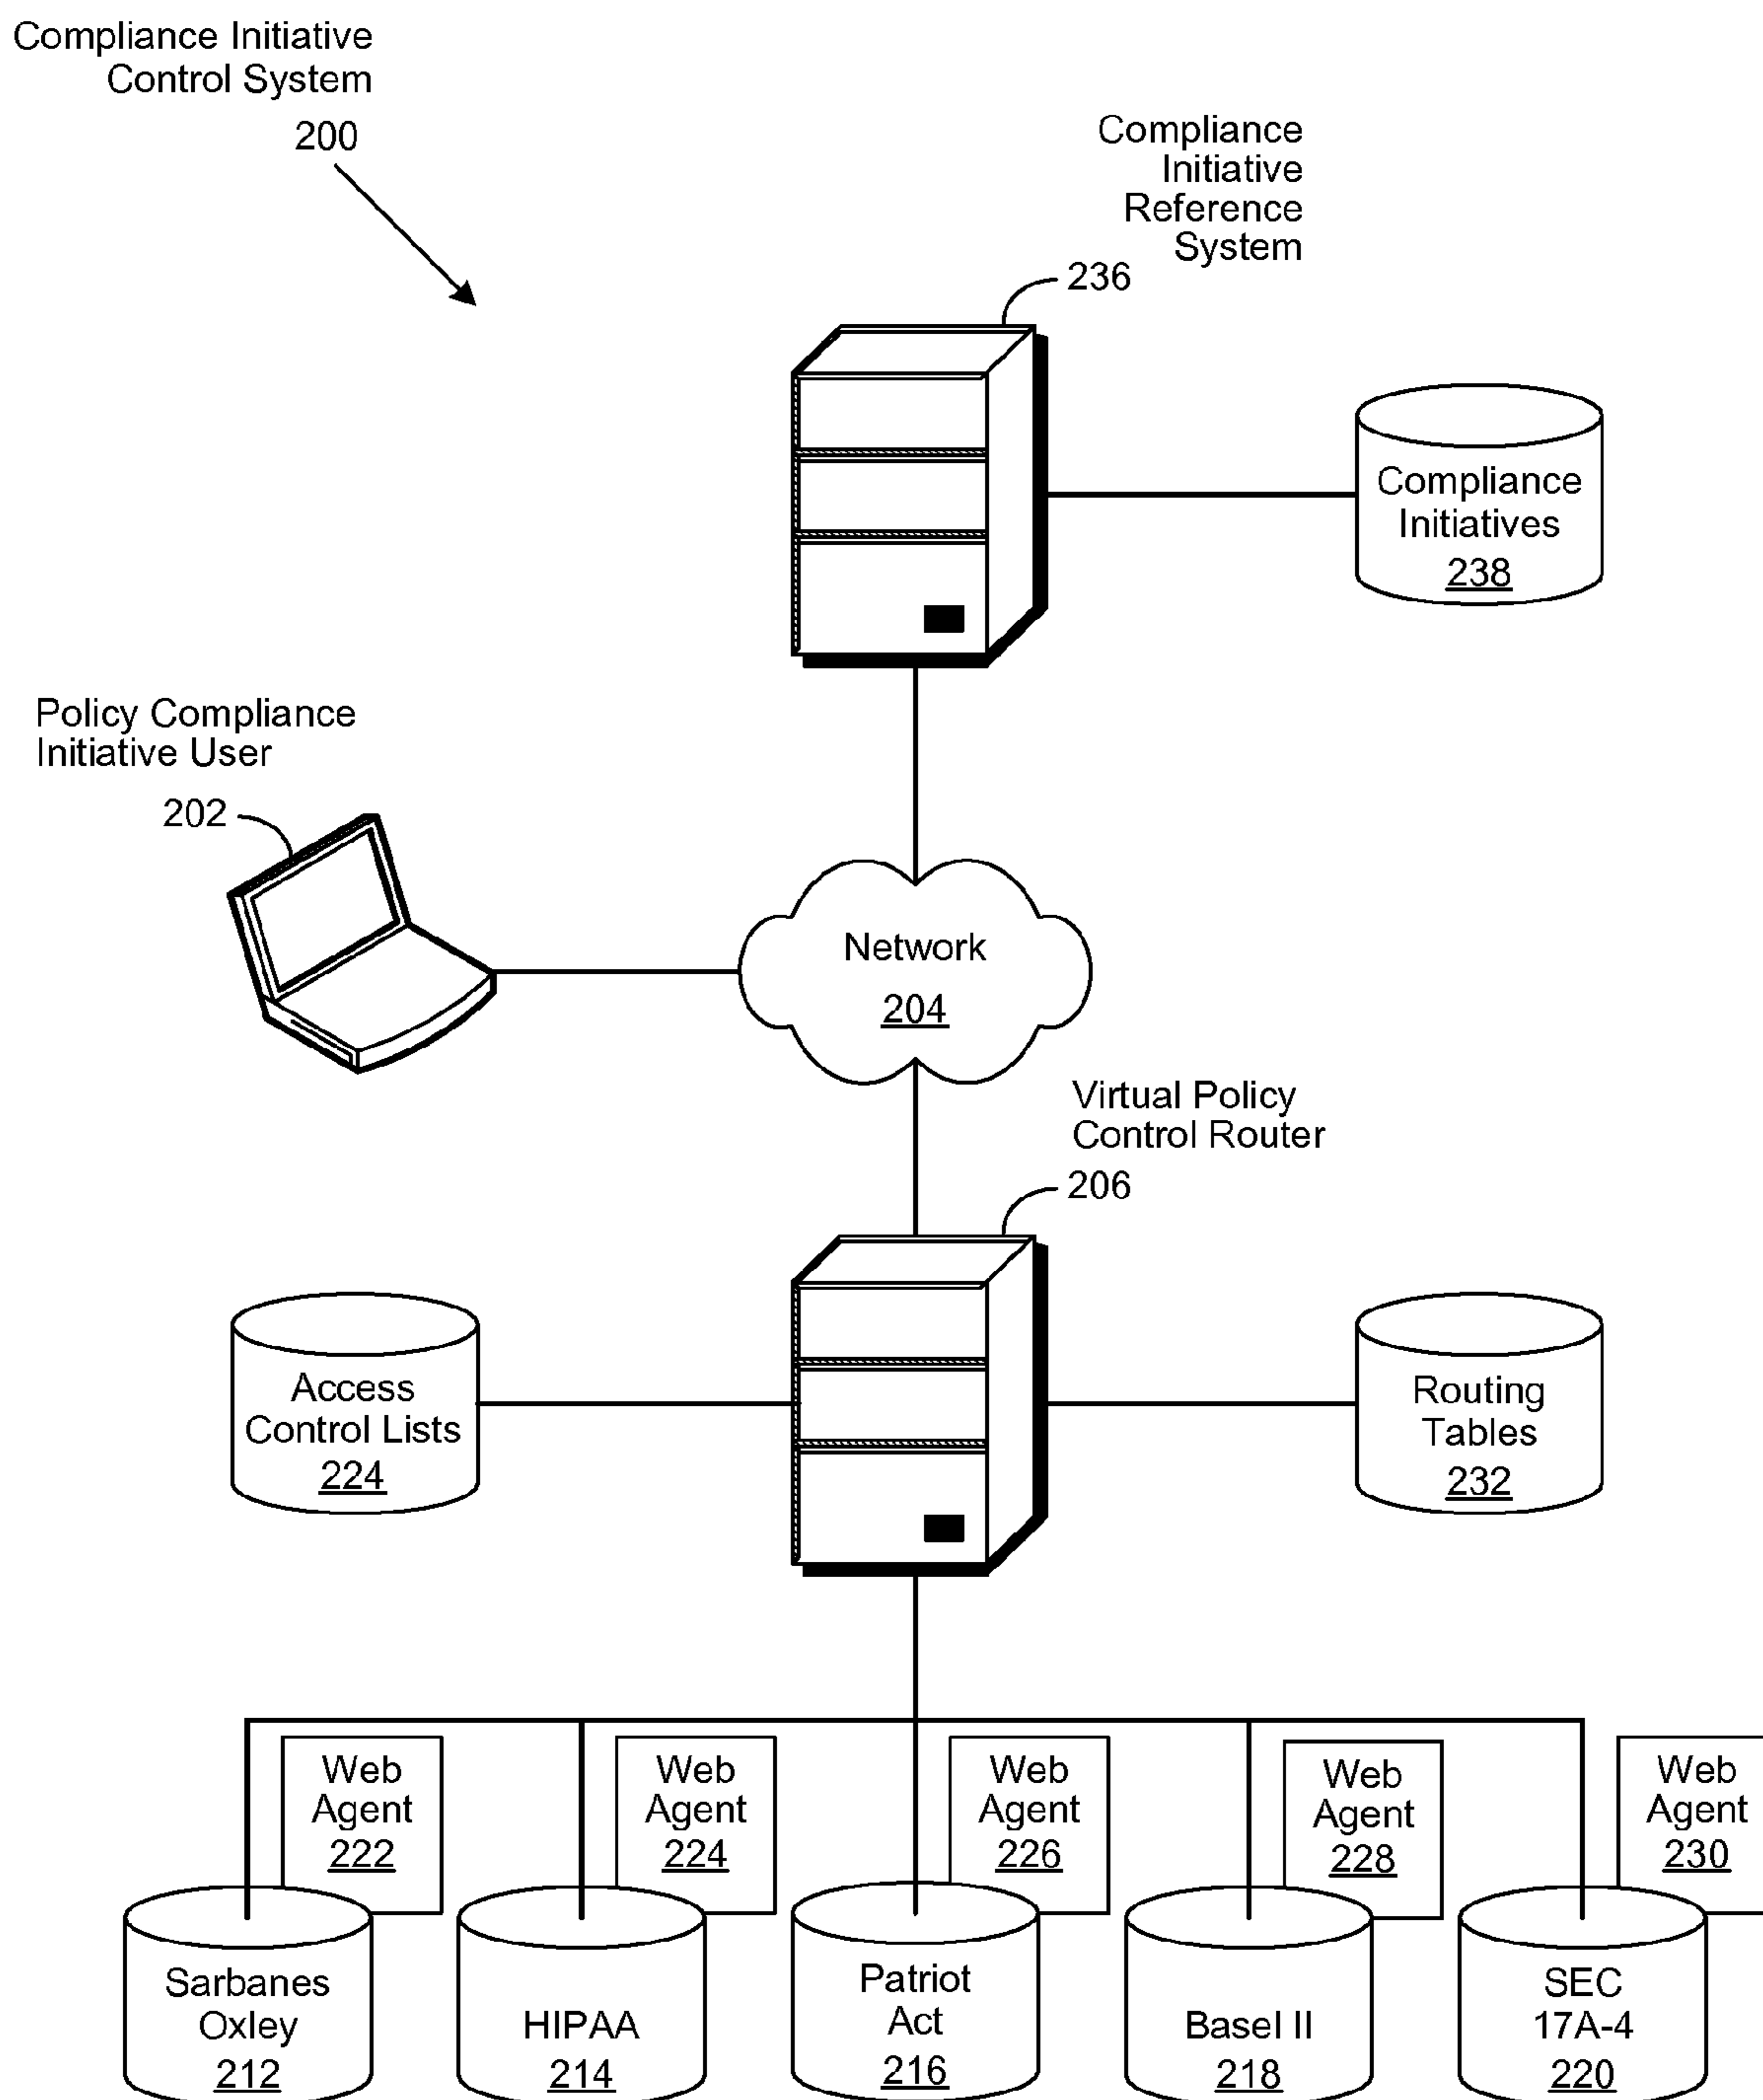 Compliance Initiative
Control System
200
Compliance
Initiative
Reference
System
236
Compliance
Initiatives
238
Policy Compliance
Initiative User
202
Network
204
Virtual Policy
Control Router
206
Access
Control Lists
224
Routing
Tables
232
Web
Agent
222
Web
Agent
224
Web
Agent
226
Web
Agent
228
Web
Agent
230
Sarbanes
Oxley
212
HIPAA
214
Patriot
Act
216
Basel II
218
SEC
17A-4
220